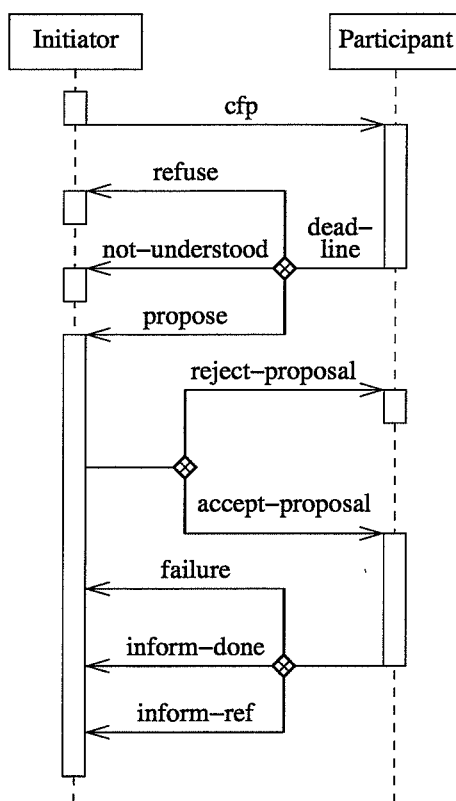 Initiator
Participant
cfp
refuse
dead–
line
not–understood
propose
reject–proposal
accept–proposal
failure
inform–done
inform–ref